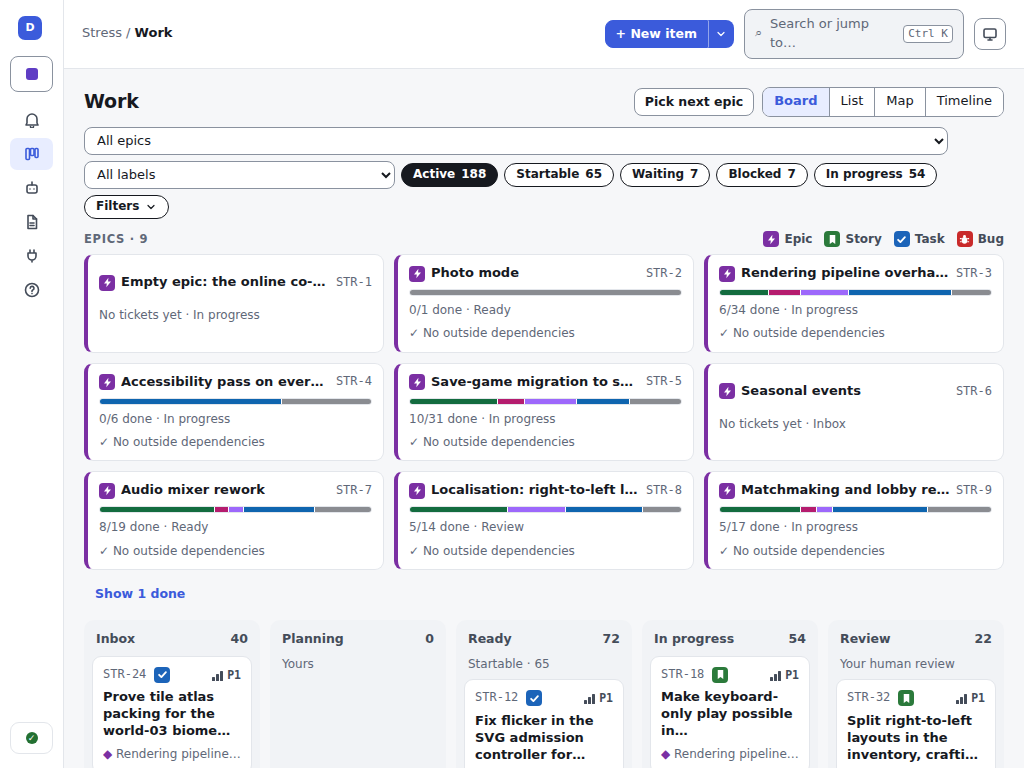 D
Stress / Work
+ New item
Search or jump to…
Ctrl K
Work
Pick next epic
Board
List
Map
Timeline
All epics
All labels
Active 188
Startable 65
Waiting 7
Blocked 7
In progress 54
Filters
EPICS · 9
Epic
Story
Task
Bug
Empty epic: the online co-…
STR-1
No tickets yet · In progress
Photo mode
STR-2
0/1 done · Ready
✓ No outside dependencies
Rendering pipeline overha…
STR-3
6/34 done · In progress
✓ No outside dependencies
Accessibility pass on ever…
STR-4
0/6 done · In progress
✓ No outside dependencies
Save-game migration to s…
STR-5
10/31 done · In progress
✓ No outside dependencies
Seasonal events
STR-6
No tickets yet · Inbox
Audio mixer rework
STR-7
8/19 done · Ready
✓ No outside dependencies
Localisation: right-to-left l…
STR-8
5/14 done · Review
✓ No outside dependencies
Matchmaking and lobby re…
STR-9
5/17 done · In progress
✓ No outside dependencies
Show 1 done
Inbox 40
STR-24
P1
Prove tile atlas
packing for the
world-03 biome…
◆ Rendering pipeline…
Planning 0
Yours
Ready 72
Startable · 65
STR-12
P1
Fix flicker in the
SVG admission
controller for…
In progress 54
STR-18
P1
Make keyboard-
only play possible
in…
◆ Rendering pipeline…
Review 22
Your human review
STR-32
P1
Split right-to-left
layouts in the
inventory, crafti…